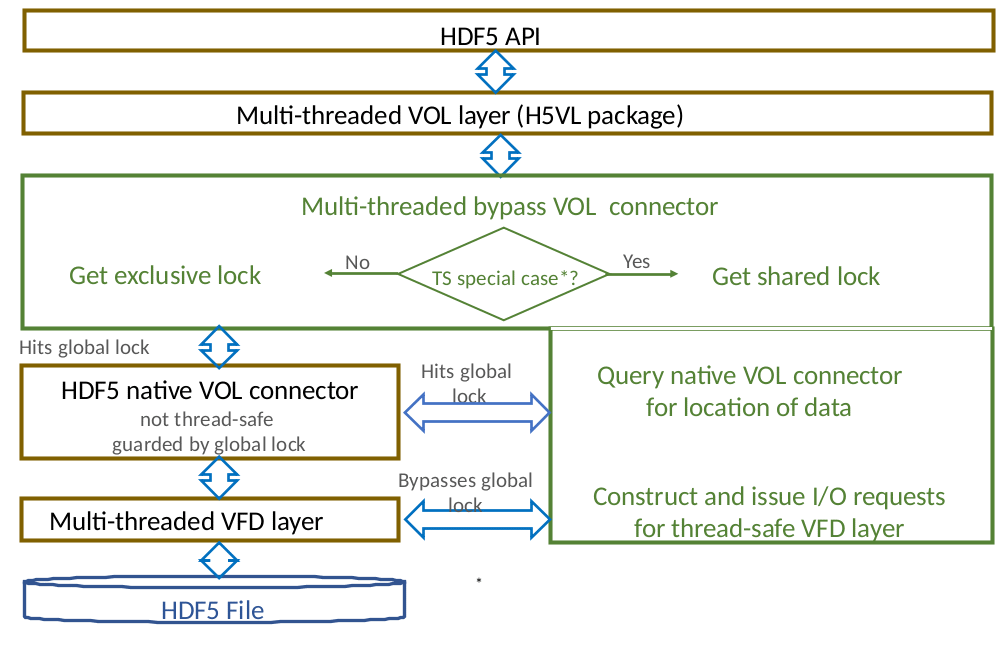 HDF5 API
Multi-threaded VOL layer (H5VL package)
Multi-threaded bypass VOL connector
No
TS special case*?
Yes
Get exclusive lock
Get shared lock
Hits global lock
HDF5 native VOL connector
not thread-safe
guarded by global lock
Hits global
lock
Query native VOL connector
for location of data
Bypasses global
lock
Construct and issue I/O requests
for thread-safe VFD layer
Multi-threaded VFD layer
HDF5 File
*